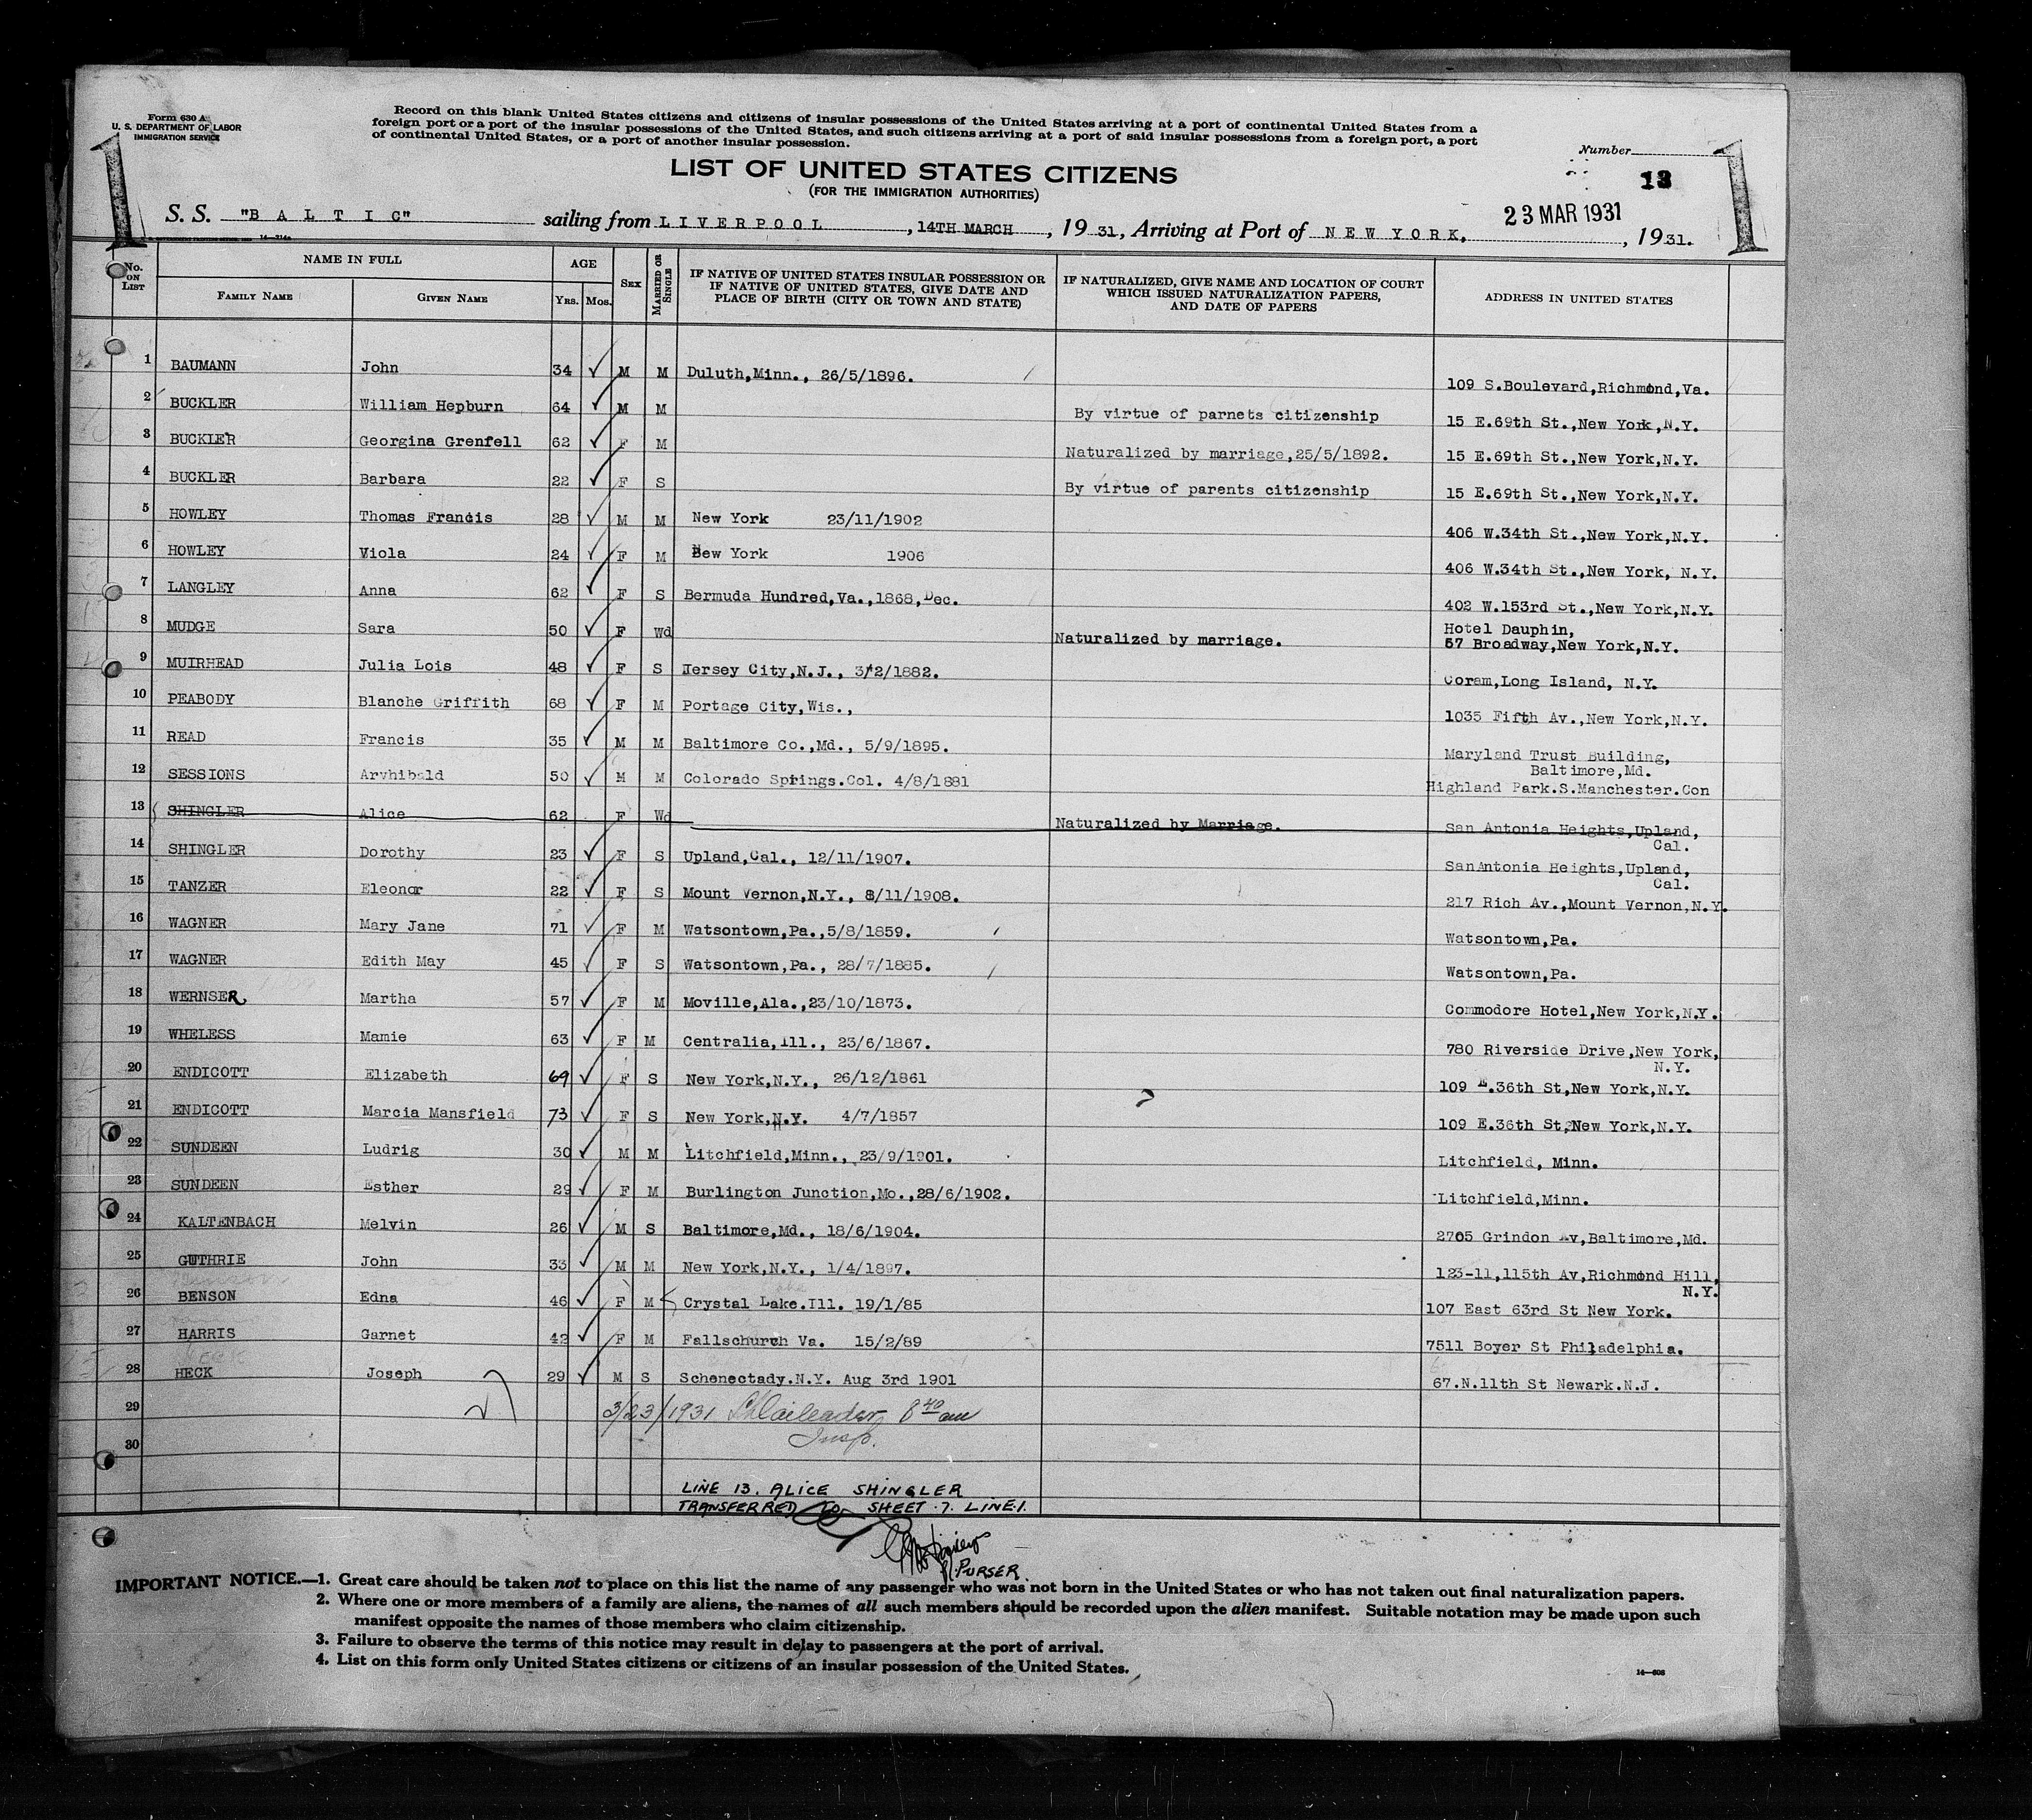 Form 630 A
U. S. DEPARTMENT OF LABOR
IMMIGRATION SERVICE
Record on this blank United States citizens and citizens of insular possessions of the United States arriving at a port of continental United States from a
foreign port or a port of the insular possessions of the United States, and such citizens arriving at a port of said insular possessions from a foreign port, a port
of continental United States, or a port of another insular possession.
Number
1
1
13
LIST OF UNITED STATES CITIZENS
(FOR THE IMMIGRATION AUTHORITIES)
S. S. "B A L T I C" sailing from L I V E R P O O L, 14TH MARCH, 19 31, Arriving at Port of N E W Y O R K, 23 MAR 1931, 19 31.
No. ON LIST
NAME IN FULL
FAMILY NAME
GIVEN NAME
AGE
YRS. MOS.
SEX
MARRIED OR SINGLE
IF NATIVE OF UNITED STATES INSULAR POSSESSION OR
IF NATIVE OF UNITED STATES, GIVE DATE AND
PLACE OF BIRTH (CITY OR TOWN AND STATE)
IF NATURALIZED, GIVE NAME AND LOCATION OF COURT
WHICH ISSUED NATURALIZATION PAPERS,
AND DATE OF PAPERS
ADDRESS IN UNITED STATES
1 BAUMANN John 34 M M Duluth,Minn., 26/5/1896. 109 S.Boulevard,Richmond,Va.
2 BUCKLER William Hepburn 64 M M By virtue of parnets citizenship 15 E.69th St.,New York,N.Y.
3 BUCKLER Georgina Grenfell 62 F M Naturalized by marriage,25/5/1892. 15 E.69th St.,New York,N.Y.
4 BUCKLER Barbara 22 F S By virtue of parents citizenship 15 E.69th St.,New York,N.Y.
5 HOWLEY Thomas Francis 28 M M New York 23/11/1902 406 W.34th St.,New York,N.Y.
6 HOWLEY Viola 24 F M New York 1906 406 W.34th St.,New York, N.Y.
7 LANGLEY Anna 62 F S Bermuda Hundred,Va.,1868,Dec. 402 W.153rd St.,New York,N.Y.
8 MUDGE Sara 50 F Wd Naturalized by marriage. Hotel Dauphin,
67 Broadway,New York,N.Y.
9 MUIRHEAD Julia Lois 48 F S Jersey City,N.J., 3/2/1882. Coram,Long Island, N.Y.
10 PEABODY Blanche Griffith 68 F M Portage City,Wis., 1035 Fifth Av.,New York,N.Y.
11 READ Francis 35 M M Baltimore Co.,Md., 5/9/1895. Maryland Trust Building,
Baltimore,Md.
12 SESSIONS Arvhibald 50 M M Colorado Springs.Col. 4/8/1881 Highland Park.S.Manchester.Con
13 SHINGLER Alice 62 F Wd Naturalized by Marriage. San Antonia Heights,Upland,
Cal.
14 SHINGLER Dorothy 23 F S Upland,Cal., 12/11/1907. SanAntonia Heights,Upland,
Cal.
15 TANZER Eleonor 22 F S Mount Vernon,N.Y., 8/11/1908. 217 Rich Av.,Mount Vernon,N.Y.
16 WAGNER Mary Jane 71 F M Watsontown,Pa.,5/8/1859. Watsontown,Pa.
17 WAGNER Edith May 45 F S Watsontown,Pa., 28/7/1885. Watsontown,Pa.
18 WERNSER Martha 57 F M Moville,Ala.,23/10/1873. Commodore Hotel,New York,N.Y.
19 WHELESS Mamie 63 F M Centralia,Ill., 23/6/1867. 780 Riverside Drive,New York,
N.Y.
20 ENDICOTT Elizabeth 69 F S New York,N.Y., 26/12/1861 109 E.36th St,New York,N.Y.
21 ENDICOTT Marcia Mansfield 73 F S New York,N.Y. 4/7/1857 109 E.36th St,New York,N.Y.
22 SUNDEEN Ludrig 30 M M Litchfield,Minn., 23/9/1901. Litchfield, Minn.
23 SUNDEEN Esther 29 F M Burlington Junction,Mo.,28/6/1902. Litchfield,Minn.
24 KALTENBACH Melvin 26 M S Baltimore,Md., 18/6/1904. 2705 Grindon Av,Baltimore,Md.
25 GUTHRIE John 33 M M New York,N.Y., 1/4/1897. 123-11,115th Av,Richmond Hill,
N.Y.
26 BENSON Edna 46 F M Crystal Lake.Ill. 19/1/85 107 East 63rd St New York.
27 HARRIS Garnet 42 F M Fallschurch Va. 15/2/89 7511 Boyer St Philadelphia.
28 HECK Joseph 29 M S Schenectady.N.Y. Aug 3rd 1901 67.N.11th St Newark.N.J.
29 3/23/1931 8 40 am
Insp.
30
LINE 13. ALICE SHINGLER
TRANSFERRED TO SHEET 7. LINE 1.
PURSER.
IMPORTANT NOTICE.—1. Great care should be taken not to place on this list the name of any passenger who was not born in the United States or who has not taken out final naturalization papers.
2. Where one or more members of a family are aliens, the names of all such members should be recorded upon the alien manifest. Suitable notation may be made upon such
manifest opposite the names of those members who claim citizenship.
3. Failure to observe the terms of this notice may result in delay to passengers at the port of arrival.
4. List on this form only United States citizens or citizens of an insular possession of the United States.
14—608